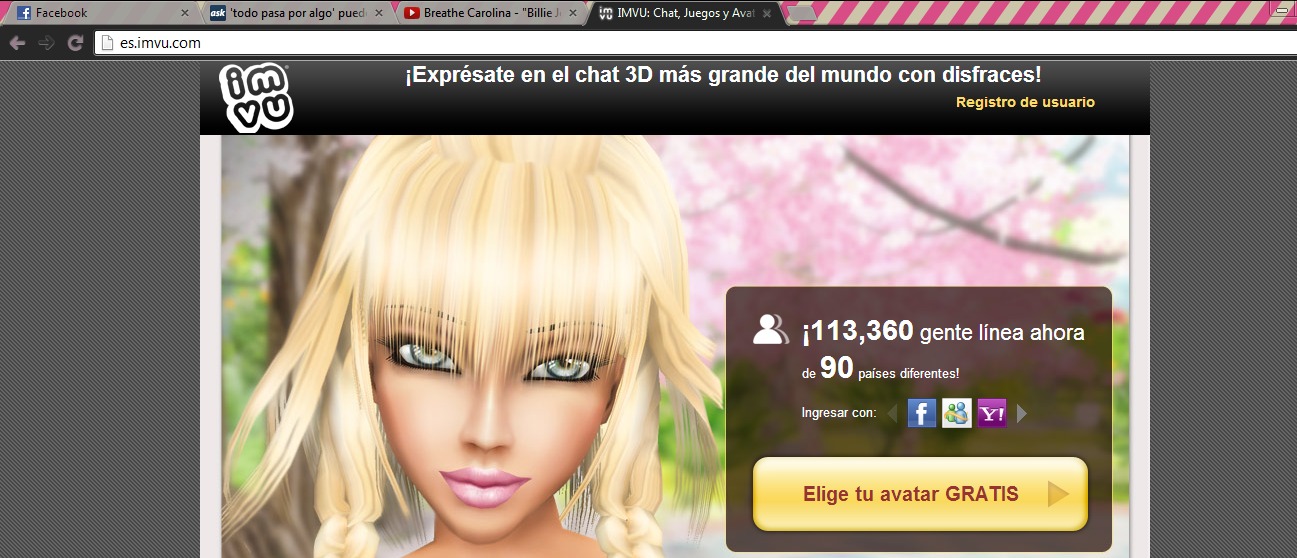 Facebook
ask 'todo pasa por algo' pued
Breathe Carolina - "Billie J
IMVU: Chat, Juegos y Avat
es.imvu.com
imvu
¡Exprésate en el chat 3D más grande del mundo con disfraces!
Registro de usuario
¡113,360 gente línea ahora
de 90 países diferentes!
Ingresar con: f Y!
Elige tu avatar GRATIS